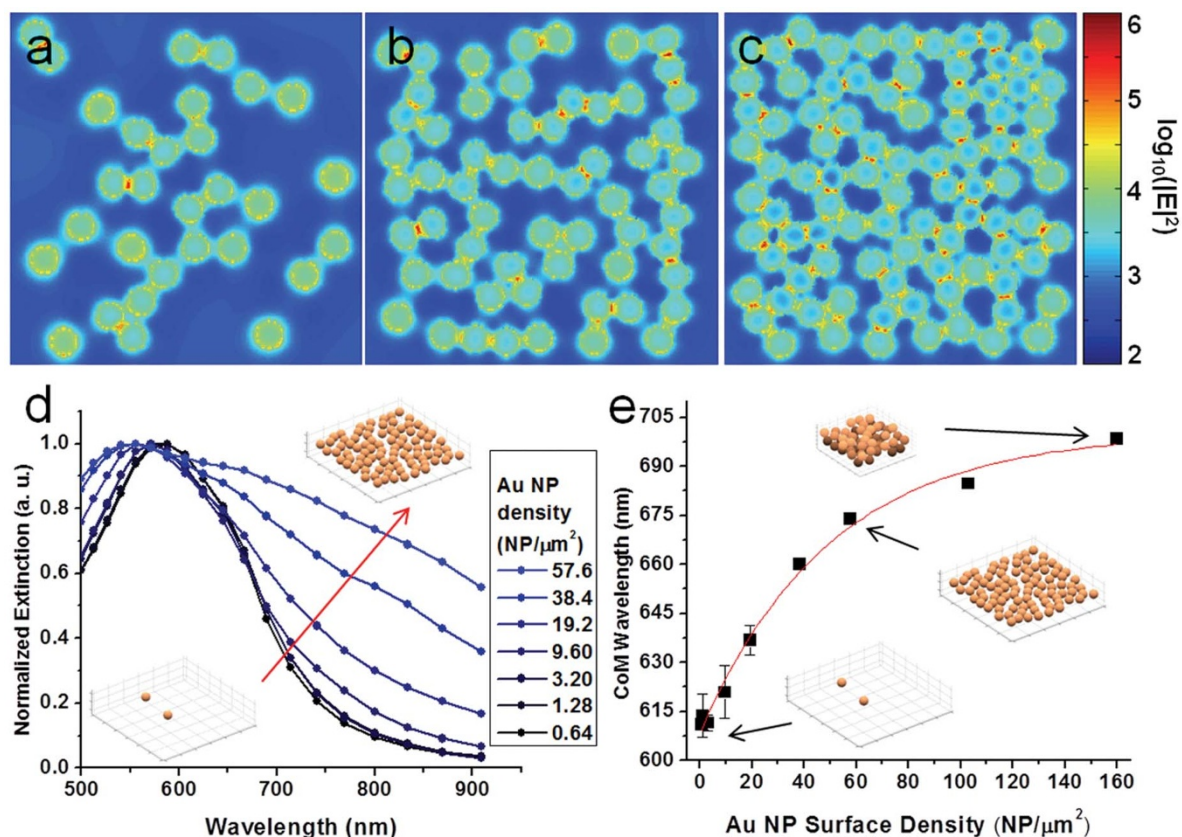 a
b
c
6
5
4
3
2
log10(|E|²)
d
1.0
0.8
0.6
0.4
0.2
0.0
Normalized Extinction (a. u.)
500 600 700 800 900
Wavelength (nm)
Au NP
density
(NP/μm²)
57.6
38.4
19.2
9.60
3.20
1.28
0.64
e
705
690
675
660
645
630
615
600
CoM Wavelength (nm)
0 20 40 60 80 100 120 140 160
Au NP Surface Density (NP/μm²)